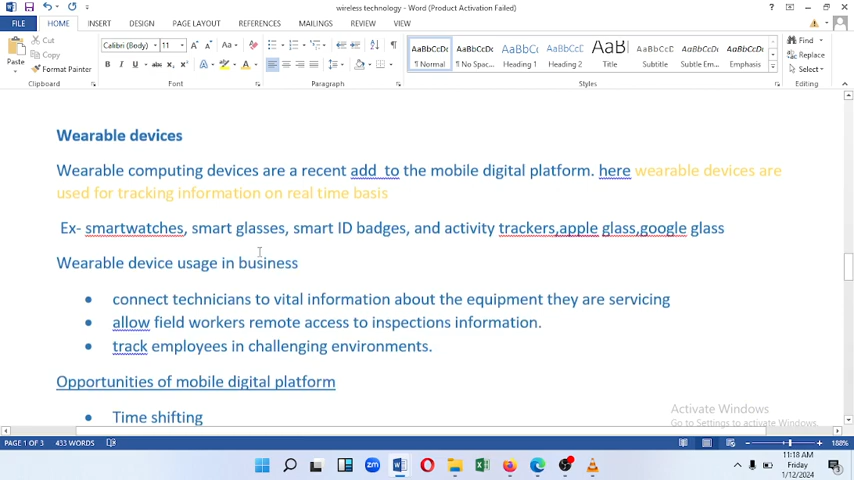 wireless technology - Word (Product Activation Failed)
FILE HOME INSERT DESIGN PAGE LAYOUT REFERENCES MAILINGS REVIEW VIEW
Paste
Cut
Copy
Format Painter
Clipboard
Calibri (Body) 11
Font
Paragraph
AaBbCcDc AaBbCcDc AaBbCc AaBbCc AaBl AaBbCcD AaBbCcDc AaBbCcDc
¶ Normal ¶ No Spac... Heading 1 Heading 2 Title Subtitle Subtle Em... Emphasis
Styles
Find
Replace
Select
Editing
Wearable devices
Wearable computing devices are a recent add to the mobile digital platform. here wearable devices are
used for tracking information on real time basis
Ex- smartwatches, smart glasses, smart ID badges, and activity trackers,apple glass,google glass
Wearable device usage in business
• connect technicians to vital information about the equipment they are servicing
• allow field workers remote access to inspections information.
• track employees in challenging environments.
Opportunities of mobile digital platform
• Time shifting
Activate Windows
Go to Settings to activate Windows.
PAGE 1 OF 3 433 WORDS 188%
11:18 AM
Friday
1/12/2024